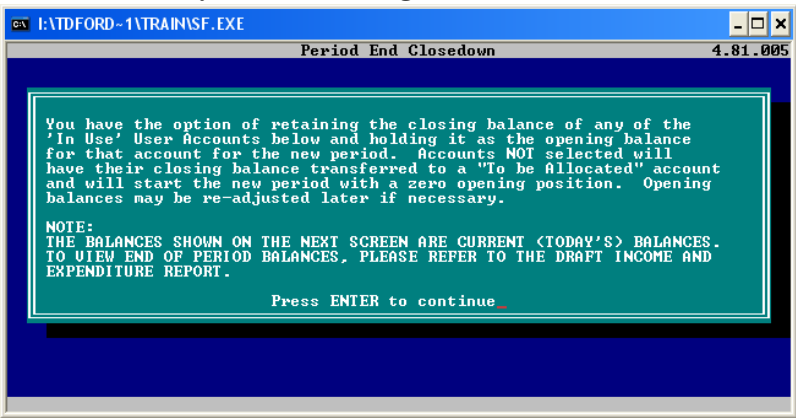 I:\TDFORD~1\TRAIN\SF.EXE
Period End Closedown 4.81.005
You have the option of retaining the closing balance of any of the
'In Use' User Accounts below and holding it as the opening balance
for that account for the new period. Accounts NOT selected will
have their closing balance transferred to a "To be Allocated" account
and will start the new period with a zero opening position. Opening
balances may be re-adjusted later if necessary.
NOTE:
THE BALANCES SHOWN ON THE NEXT SCREEN ARE CURRENT (TODAY'S) BALANCES.
TO VIEW END OF PERIOD BALANCES, PLEASE REFER TO THE DRAFT INCOME AND
EXPENDITURE REPORT.
Press ENTER to continue_